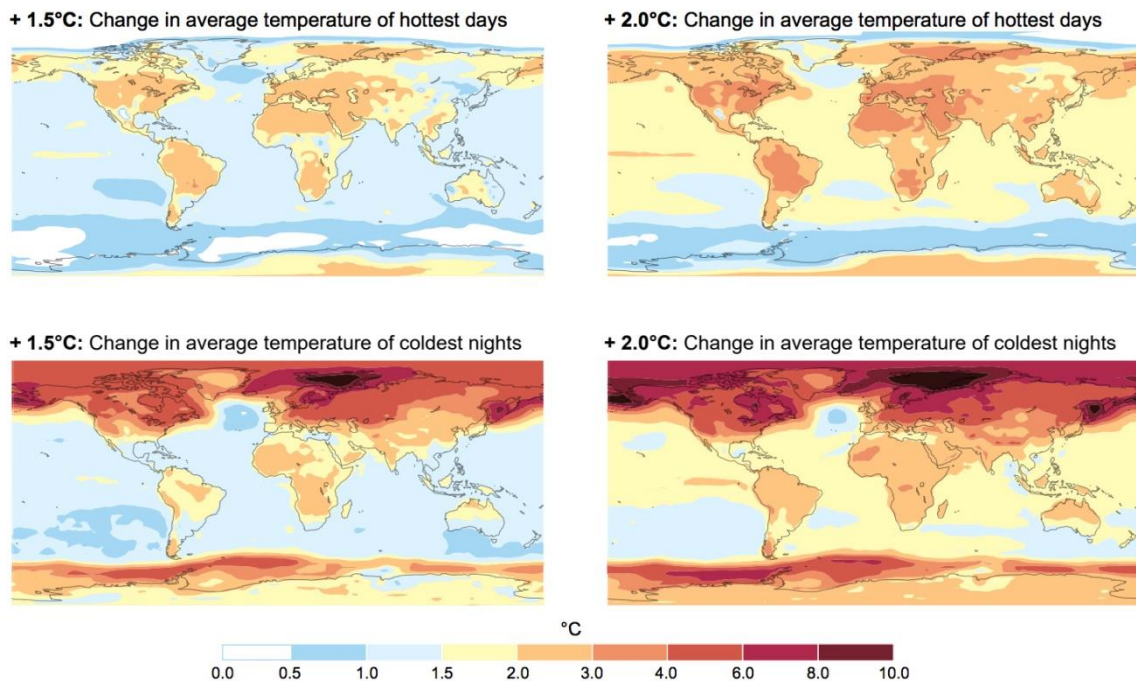 + 1.5°C: Change in average temperature of hottest days
+ 2.0°C: Change in average temperature of hottest days
+ 1.5°C: Change in average temperature of coldest nights
+ 2.0°C: Change in average temperature of coldest nights
°C
0.0 0.5 1.0 1.5 2.0 3.0 4.0 6.0 8.0 10.0